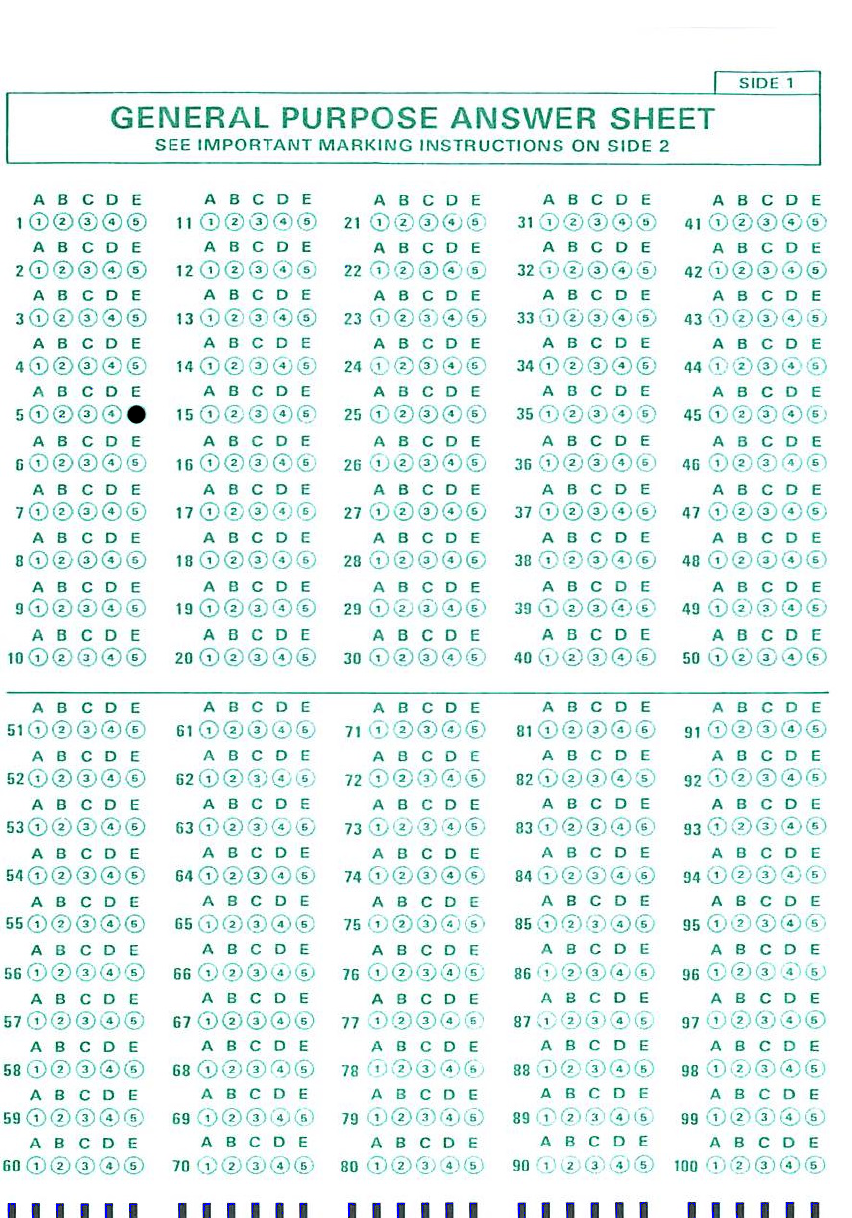 SIDE 1
GENERAL PURPOSE ANSWER SHEET
SEE IMPORTANT MARKING INSTRUCTIONS ON SIDE 2
A B C D E A B C D E A B C D E A B C D E A B C D E
1 1 2 3 4 5 11 1 2 3 4 5 21 1 2 3 4 5 31 1 2 3 4 5 41 1 2 3 4 5
A B C D E A B C D E A B C D E A B C D E A B C D E
2 1 2 3 4 5 12 1 2 3 4 5 22 1 2 3 4 5 32 1 2 3 4 5 42 1 2 3 4 5
A B C D E A B C D E A B C D E A B C D E A B C D E
3 1 2 3 4 5 13 1 2 3 4 5 23 1 2 3 4 5 33 1 2 3 4 5 43 1 2 3 4 5
A B C D E A B C D E A B C D E A B C D E A B C D E
4 1 2 3 4 5 14 1 2 3 4 5 24 1 2 3 4 5 34 1 2 3 4 5 44 1 2 3 4 5
A B C D E A B C D E A B C D E A B C D E A B C D E
5 1 2 3 4 15 1 2 3 4 5 25 1 2 3 4 5 35 1 2 3 4 5 45 1 2 3 4 5
A B C D E A B C D E A B C D E A B C D E A B C D E
6 1 2 3 4 5 16 1 2 3 4 5 26 1 2 3 4 5 36 1 2 3 4 5 46 1 2 3 4 5
A B C D E A B C D E A B C D E A B C D E A B C D E
7 1 2 3 4 5 17 1 2 3 4 5 27 1 2 3 4 5 37 1 2 3 4 5 47 1 2 3 4 5
A B C D E A B C D E A B C D E A B C D E A B C D E
8 1 2 3 4 5 18 1 2 3 4 5 28 1 2 3 4 5 38 1 2 3 4 5 48 1 2 3 4 5
A B C D E A B C D E A B C D E A B C D E A B C D E
9 1 2 3 4 5 19 1 2 3 4 5 29 1 2 3 4 5 39 1 2 3 4 5 49 1 2 3 4 5
A B C D E A B C D E A B C D E A B C D E A B C D E
10 1 2 3 4 5 20 1 2 3 4 5 30 1 2 3 4 5 40 1 2 3 4 5 50 1 2 3 4 5
A B C D E A B C D E A B C D E A B C D E A B C D E
51 1 2 3 4 5 61 1 2 3 4 5 71 1 2 3 4 5 81 1 2 3 4 5 91 1 2 3 4 5
A B C D E A B C D E A B C D E A B C D E A B C D E
52 1 2 3 4 5 62 1 2 3 4 5 72 1 2 3 4 5 82 1 2 3 4 5 92 1 2 3 4 5
A B C D E A B C D E A B C D E A B C D E A B C D E
53 1 2 3 4 5 63 1 2 3 4 5 73 1 2 3 4 5 83 1 2 3 4 5 93 1 2 3 4 5
A B C D E A B C D E A B C D E A B C D E A B C D E
54 1 2 3 4 5 64 1 2 3 4 5 74 1 2 3 4 5 84 1 2 3 4 5 94 1 2 3 4 5
A B C D E A B C D E A B C D E A B C D E A B C D E
55 1 2 3 4 5 65 1 2 3 4 5 75 1 2 3 4 5 85 1 2 3 4 5 95 1 2 3 4 5
A B C D E A B C D E A B C D E A B C D E A B C D E
56 1 2 3 4 5 66 1 2 3 4 5 76 1 2 3 4 5 86 1 2 3 4 5 96 1 2 3 4 5
A B C D E A B C D E A B C D E A B C D E A B C D E
57 1 2 3 4 5 67 1 2 3 4 5 77 1 2 3 4 5 87 1 2 3 4 5 97 1 2 3 4 5
A B C D E A B C D E A B C D E A B C D E A B C D E
58 1 2 3 4 5 68 1 2 3 4 5 78 1 2 3 4 5 88 1 2 3 4 5 98 1 2 3 4 5
A B C D E A B C D E A B C D E A B C D E A B C D E
59 1 2 3 4 5 69 1 2 3 4 5 79 1 2 3 4 5 89 1 2 3 4 5 99 1 2 3 4 5
A B C D E A B C D E A B C D E A B C D E A B C D E
60 1 2 3 4 5 70 1 2 3 4 5 80 1 2 3 4 5 90 1 2 3 4 5 100 1 2 3 4 5